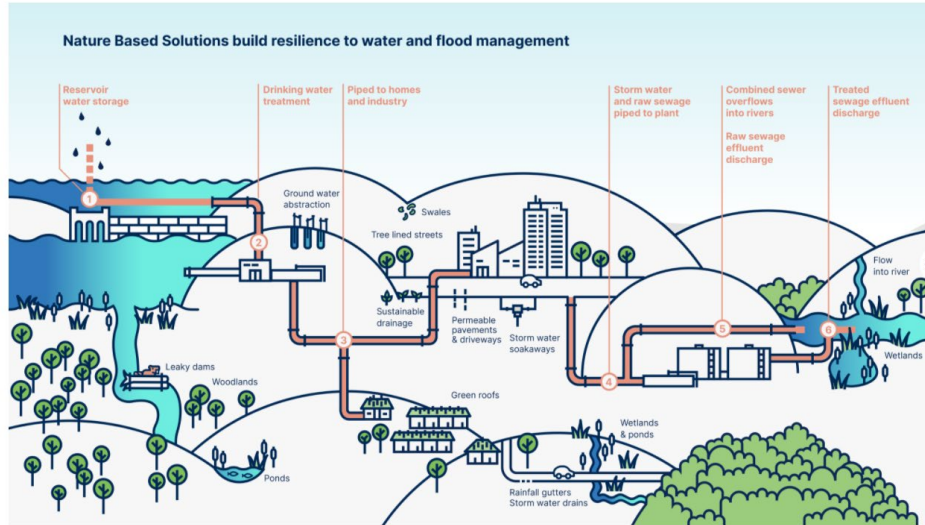 Nature Based Solutions build resilience to water and flood management
Reservoir
water storage
Drinking water
treatment
Piped to homes
and industry
Storm water
and raw sewage
piped to plant
Combined sewer
overflows
into rivers
Raw sewage
effluent
discharge
Treated
sewage effluent
discharge
1
Ground water
abstraction
Swales
2
Tree lined streets
Flow
into river
Sustainable
drainage
Permeable
pavements
& driveways
Storm water
soakaways
3
4
5
6
Wetlands
Leaky dams
Woodlands
Green roofs
Wetlands
& ponds
Ponds
Rainfall gutters
Storm water drains